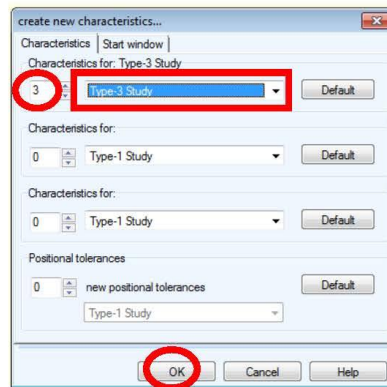 create new characteristics...
Characteristics Start window
Characteristics for: Type-3 Study
3 Type-3 Study Default
Characteristics for:
0 Type-1 Study Default
Characteristics for:
0 Type-1 Study Default
Positional tolerances
0 new positional tolerances Default
Type-1 Study
OK Cancel Help